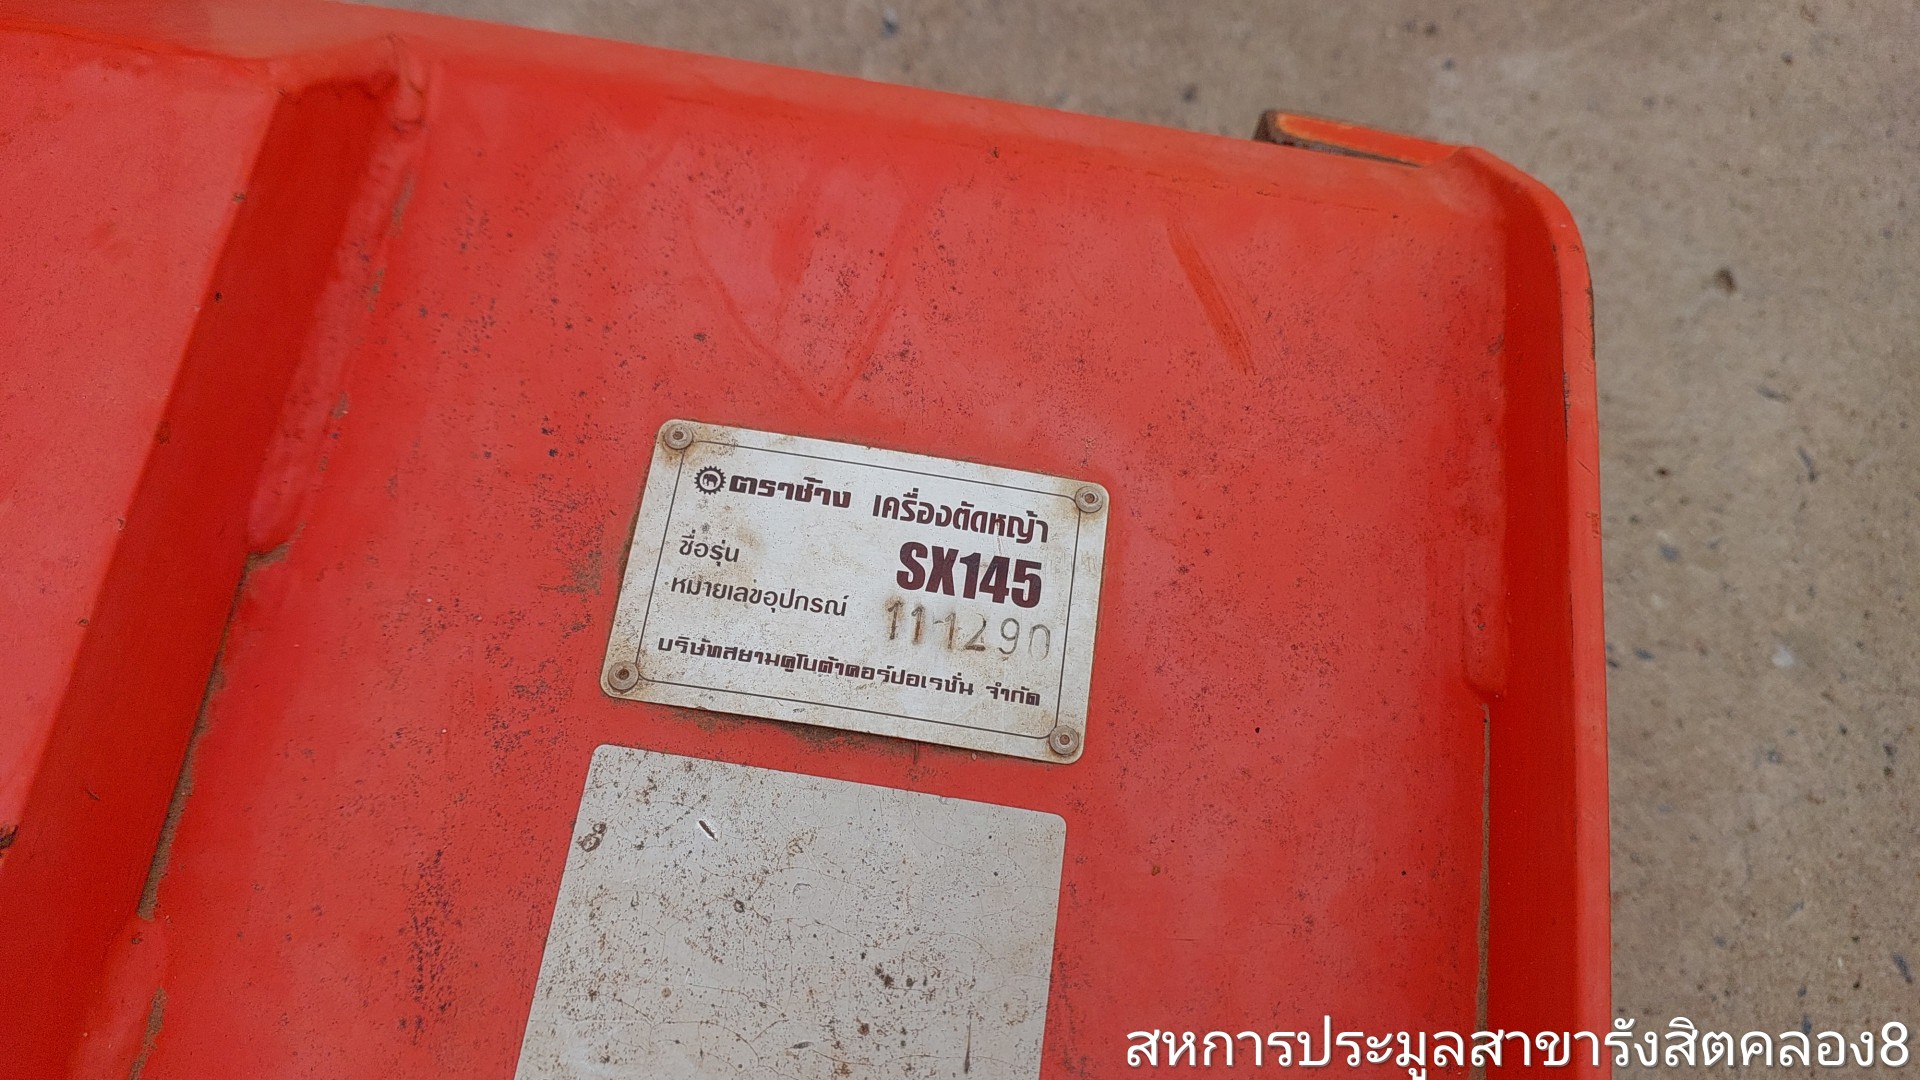 ตราช้าง เครื่องตัดหญ้า
ชื่อรุ่น SX145
หมายเลขอุปกรณ์ 111290
บริษัทสยามคูโบต้าคอร์ปอเรชั่น จำกัด
สหการประมูลสาขารังสิตคลอง8